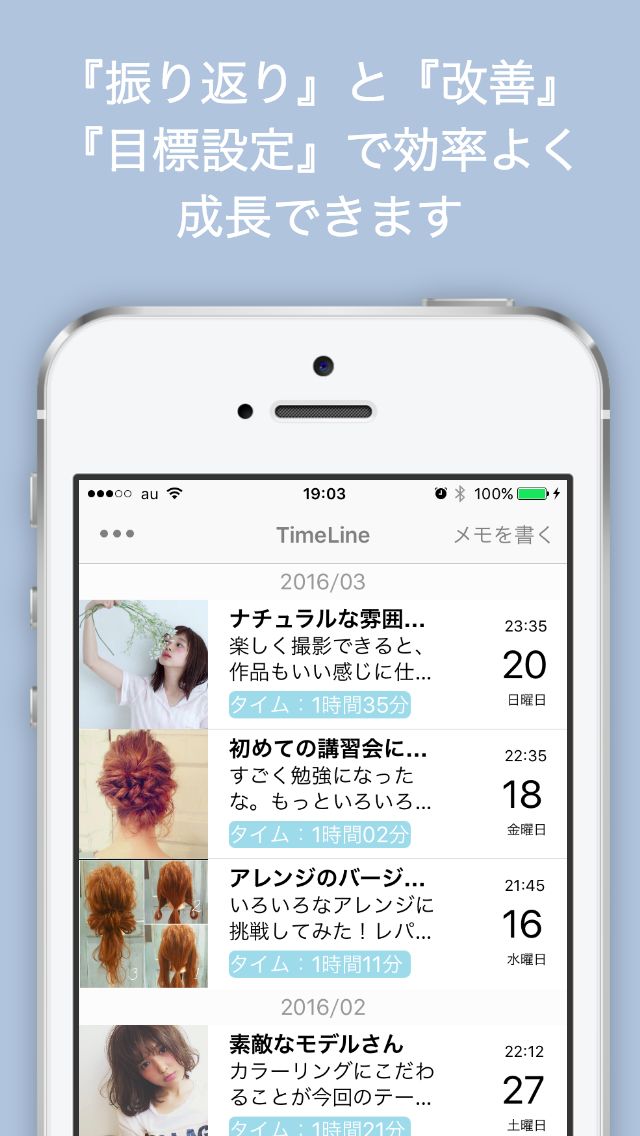 『振り返り』と『改善』
『目標設定』で効率よく
成長できます
au 19:03 100%
TimeLine メモを書く
2016/03
ナチュラルな雰囲...
楽しく撮影できると、
作品もいい感じに仕...
タイム：1時間35分
23:35
20
日曜日
初めての講習会に...
すごく勉強になった
な。もっといろいろ...
タイム：1時間02分
22:35
18
金曜日
アレンジのバージ...
いろいろなアレンジに
挑戦してみた！レパ...
タイム：1時間11分
21:45
16
水曜日
2
3
1
2016/02
素敵なモデルさん
カラーリングにこだわ
ることが今回のテー...
タイム：1時間21分
22:12
27
土曜日